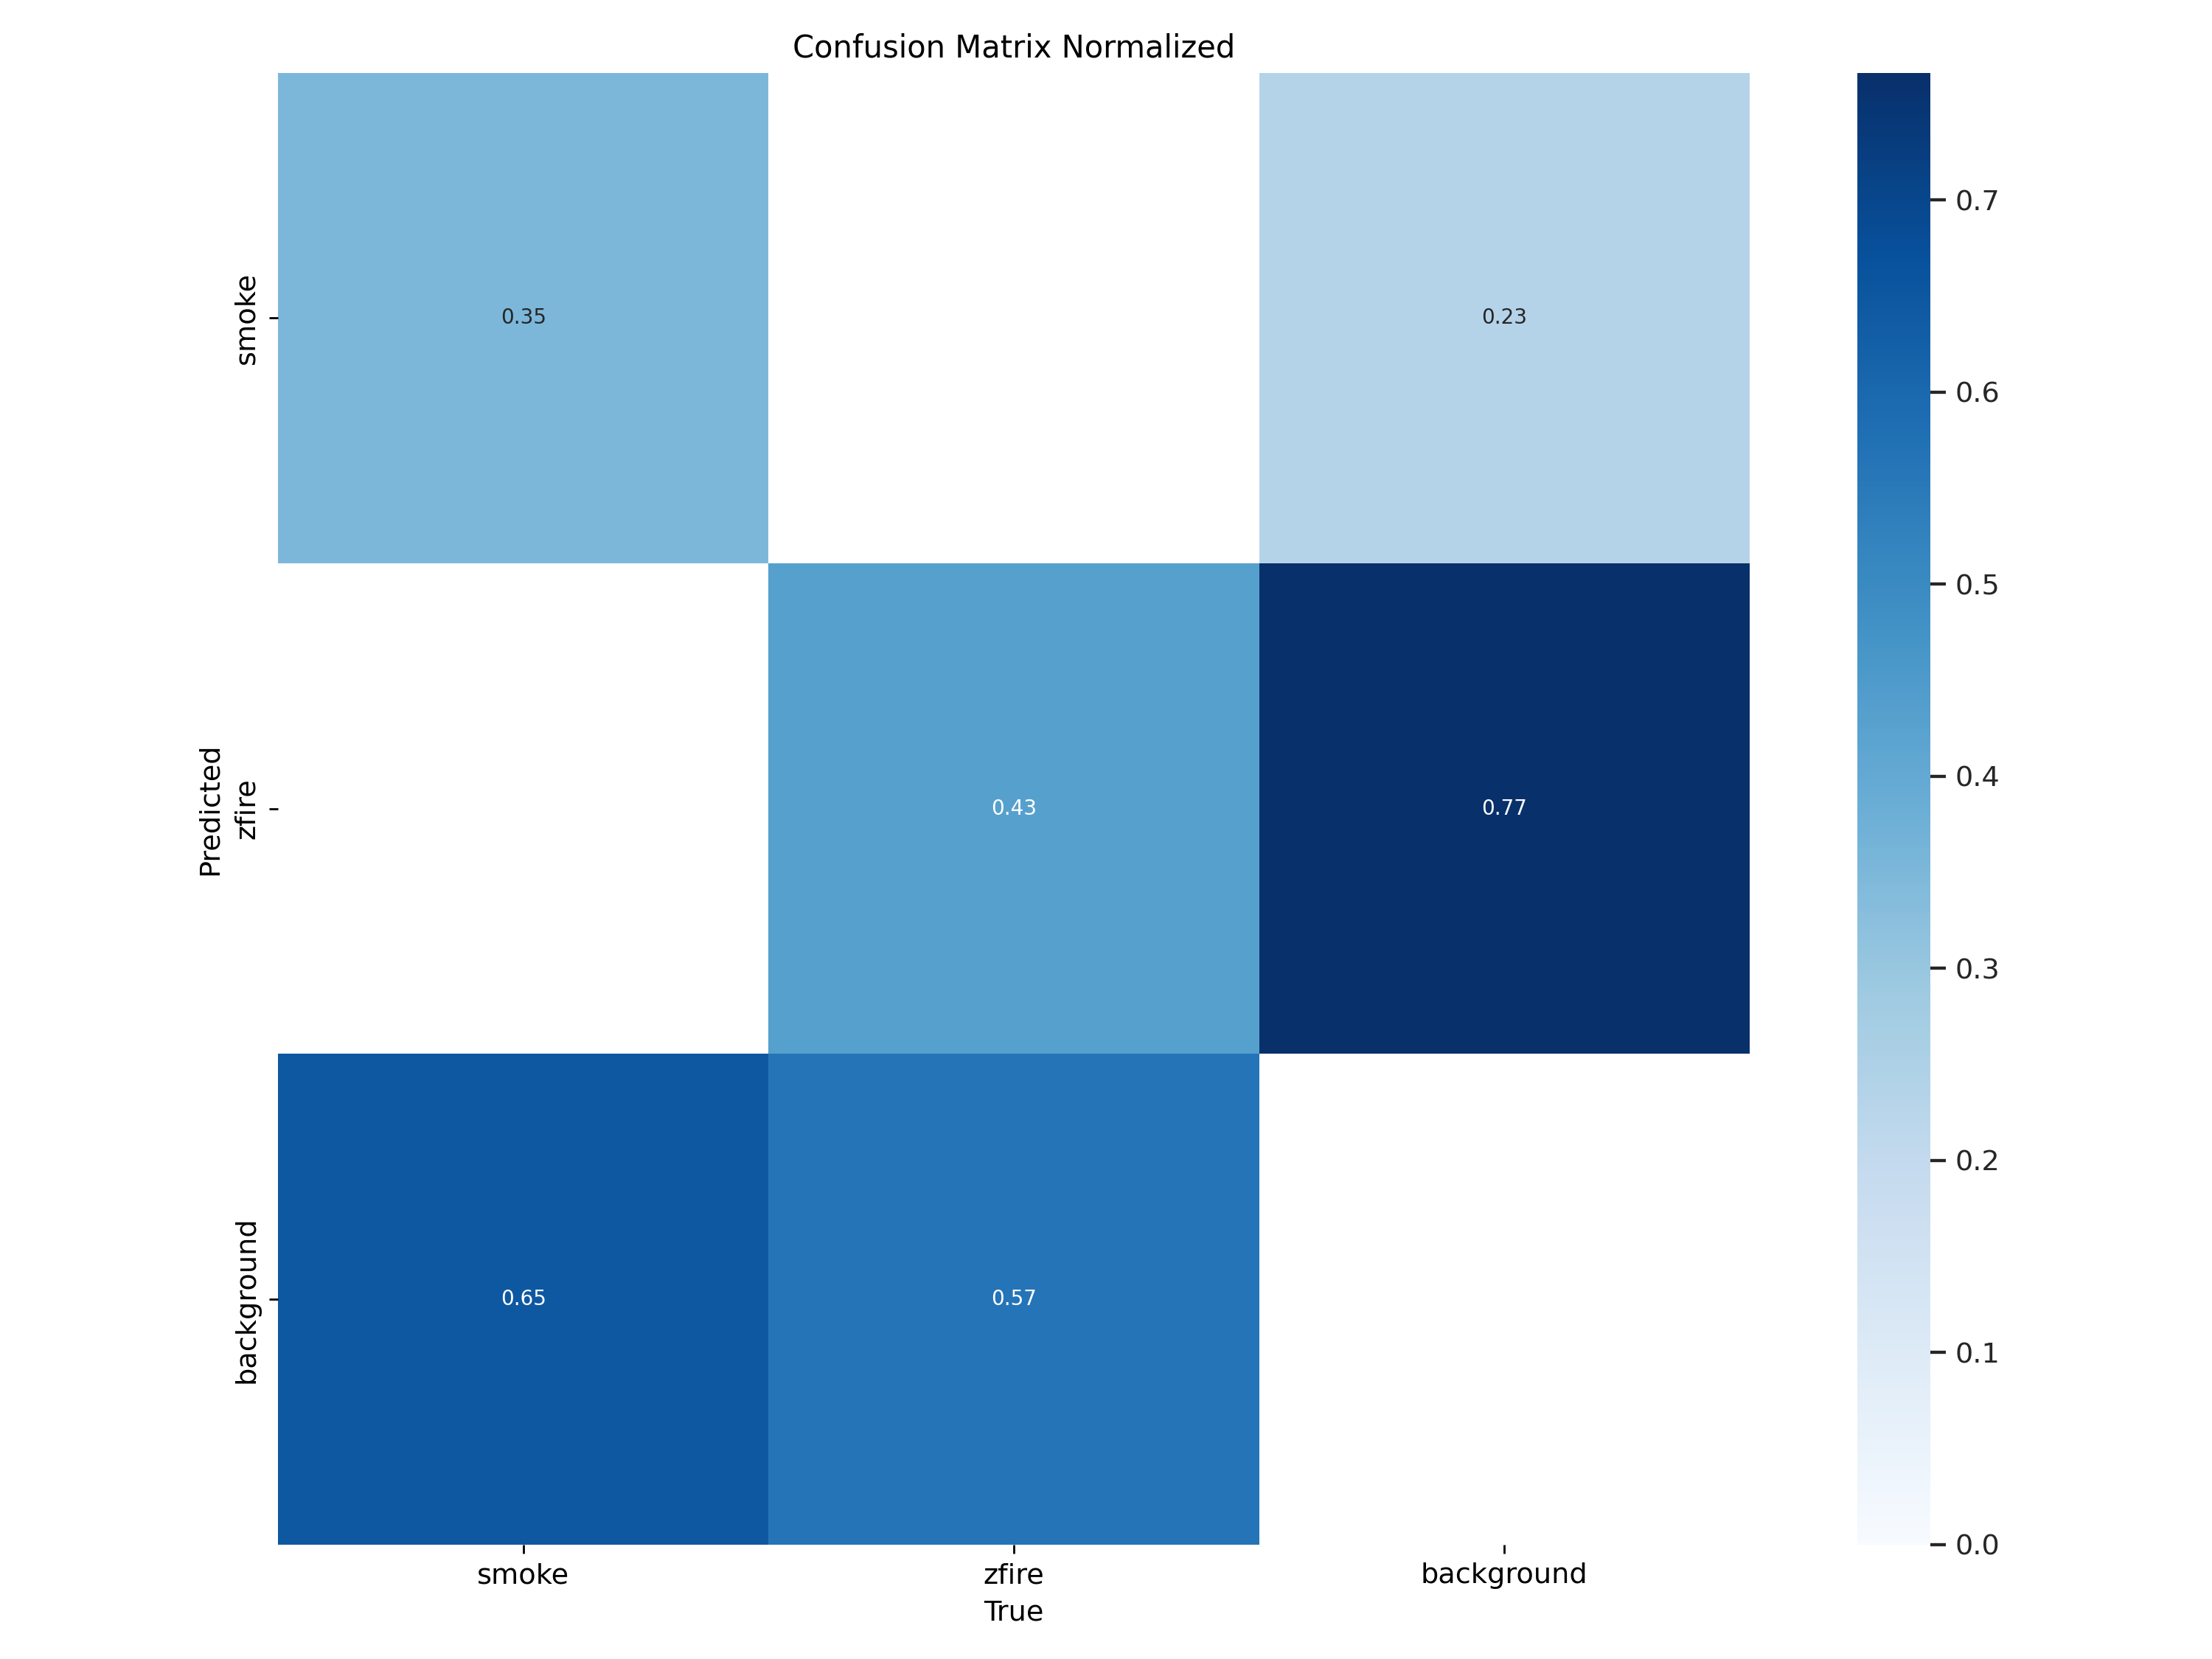 Confusion Matrix Normalized
Predicted
smoke
zfire
background
0.35
0.23
0.43
0.77
0.65
0.57
smoke
zfire
background
True
0.7
0.6
0.5
0.4
0.3
0.2
0.1
0.0